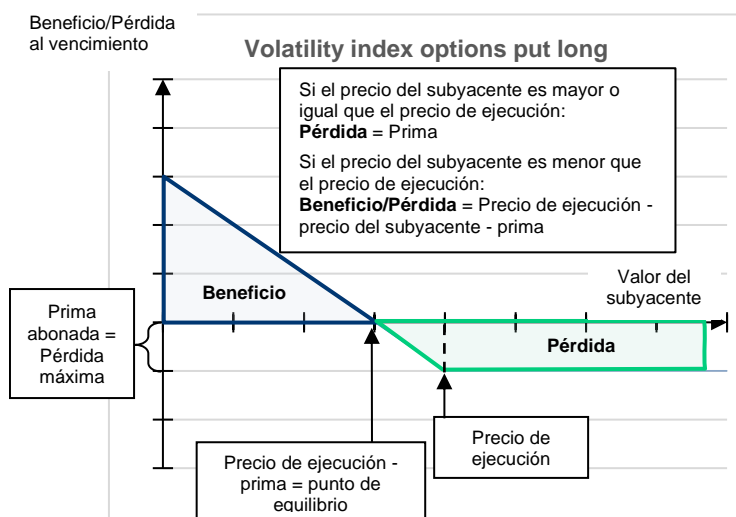 Beneficio/Pérdida
al vencimiento
Volatility index options put long
Si el precio del subyacente es mayor o
igual que el precio de ejecución:
Pérdida = Prima
Si el precio del subyacente es menor que
el precio de ejecución:
Beneficio/Pérdida = Precio de ejecución -
precio del subyacente - prima
Valor del
subyacente
Beneficio
Prima
abonada =
Pérdida
máxima
Pérdida
Precio de
ejecución
Precio de ejecución -
prima = punto de
equilibrio